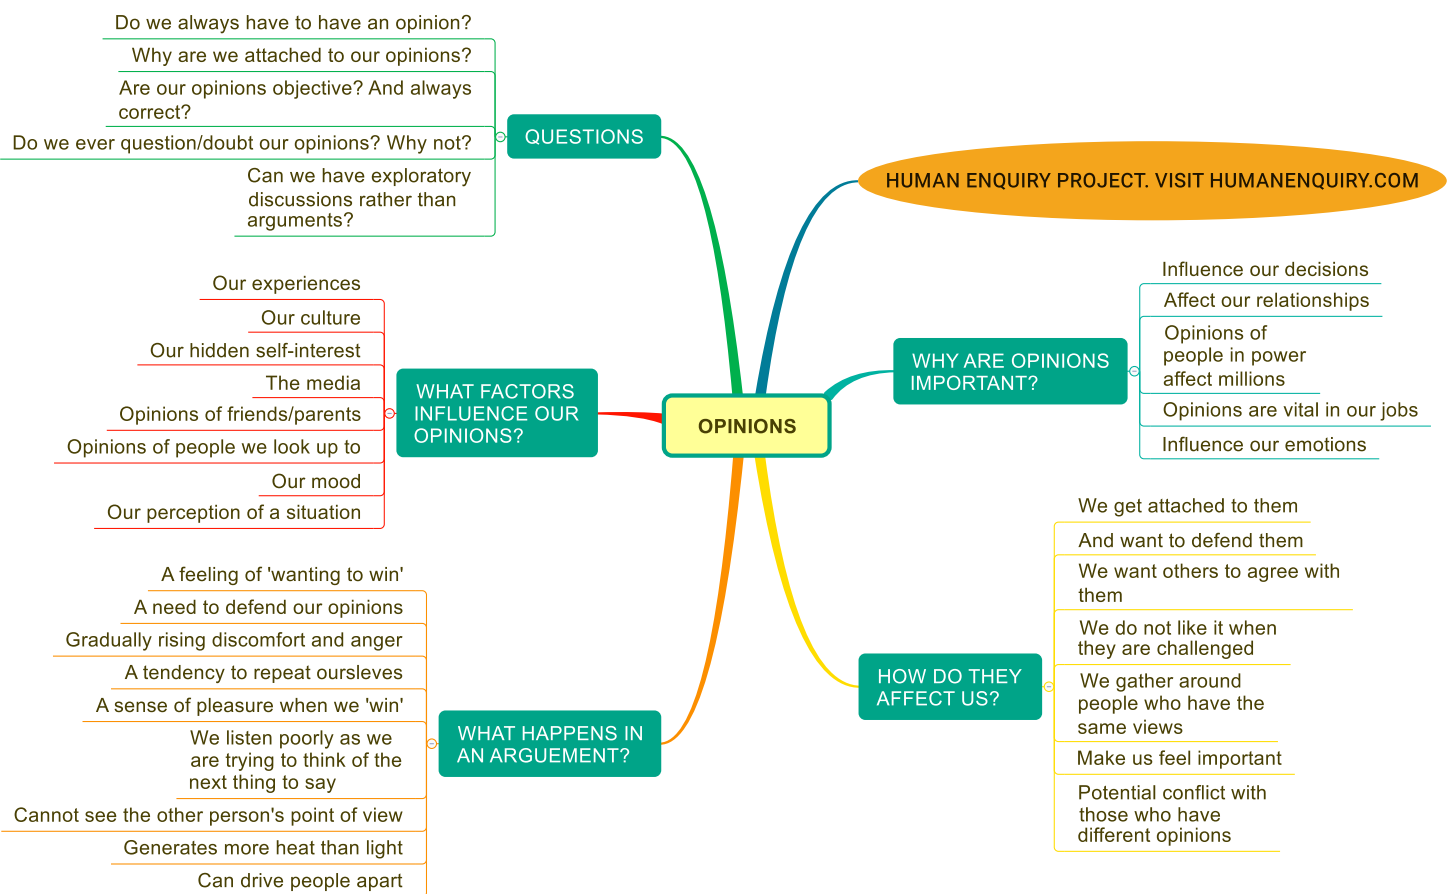 Do we always have to have an opinion?
Why are we attached to our opinions?
Are our opinions objective? And always
correct?
Do we ever question/doubt our opinions? Why not?
Can we have exploratory
discussions rather than
arguments?
QUESTIONS
HUMAN ENQUIRY PROJECT. VISIT HUMANENQUIRY.COM
Our experiences
Our culture
Our hidden self-interest
The media
Opinions of friends/parents
Opinions of people we look up to
Our mood
Our perception of a situation
WHAT FACTORS
INFLUENCE OUR
OPINIONS?
OPINIONS
WHY ARE OPINIONS
IMPORTANT?
Influence our decisions
Affect our relationships
Opinions of
people in power
affect millions
Opinions are vital in our jobs
Influence our emotions
A feeling of 'wanting to win'
A need to defend our opinions
Gradually rising discomfort and anger
A tendency to repeat oursleves
A sense of pleasure when we 'win'
We listen poorly as we
are trying to think of the
next thing to say
Cannot see the other person's point of view
Generates more heat than light
Can drive people apart
WHAT HAPPENS IN
AN ARGUEMENT?
HOW DO THEY
AFFECT US?
We get attached to them
And want to defend them
We want others to agree with
them
We do not like it when
they are challenged
We gather around
people who have the
same views
Make us feel important
Potential conflict with
those who have
different opinions